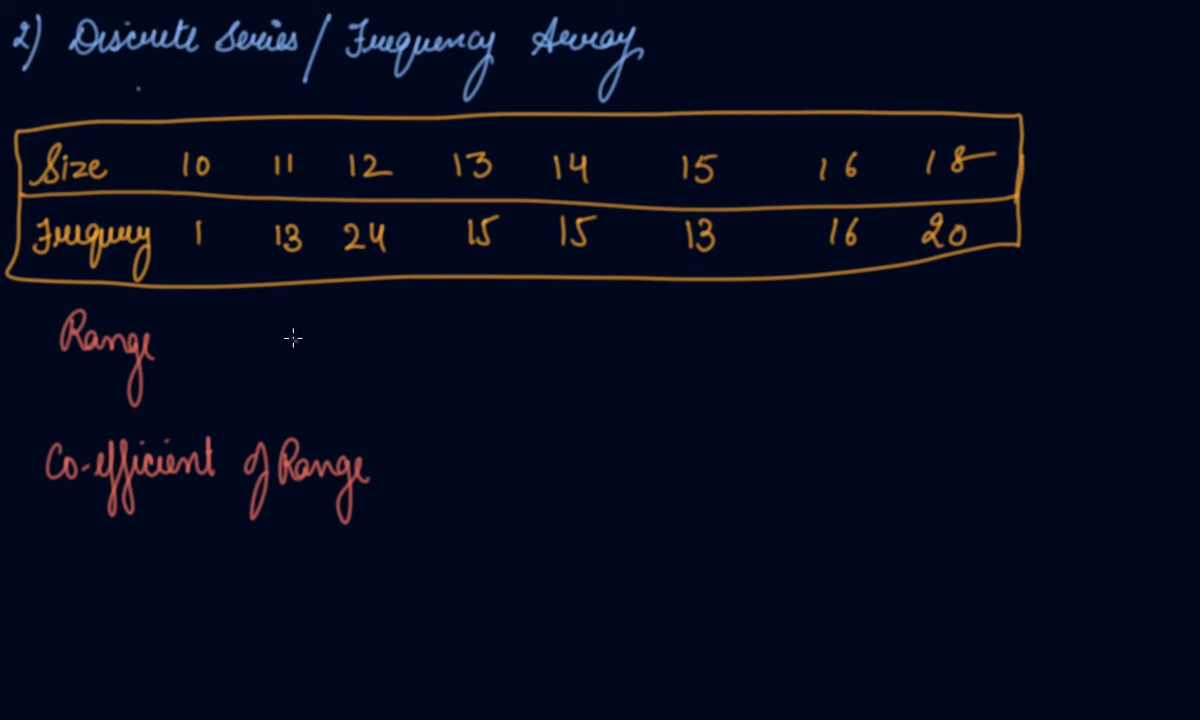 2) Discrete Series / Frequency Array
Size 10 11 12 13 14 15 16 18
Frequency 1 13 24 15 15 13 16 20
Range
Co-efficient of Range